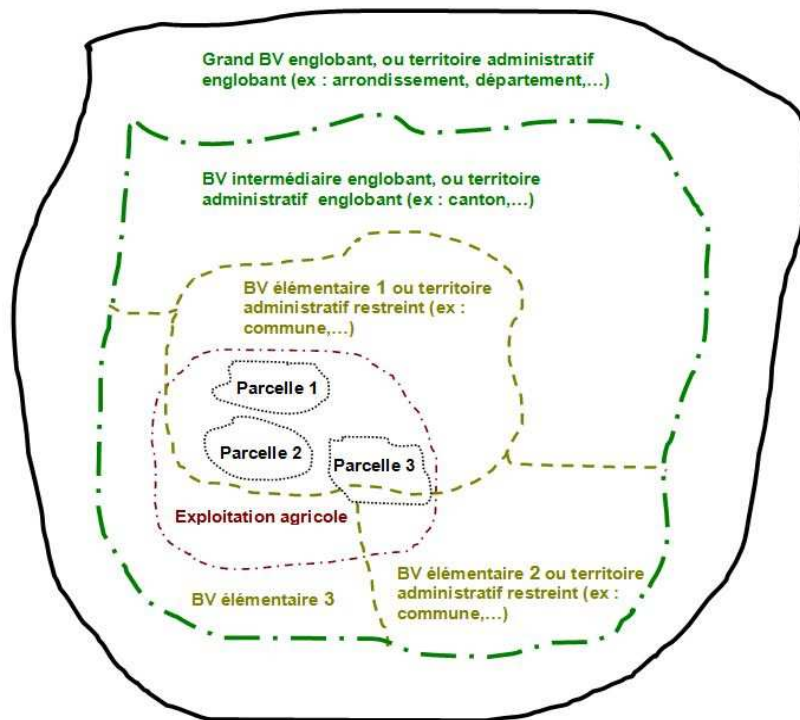 Grand BV englobant, ou territoire administratif
englobant (ex : arrondissement, département,...)
BV intermédiaire englobant, ou territoire
administratif englobant (ex : canton,...)
BV élémentaire 1 ou territoire
administratif restreint (ex :
commune,...)
Parcelle 1
Parcelle 2
Parcelle 3
Exploitation agricole
BV élémentaire 3
BV élémentaire 2 ou territoire
administratif restreint (ex :
commune,...)